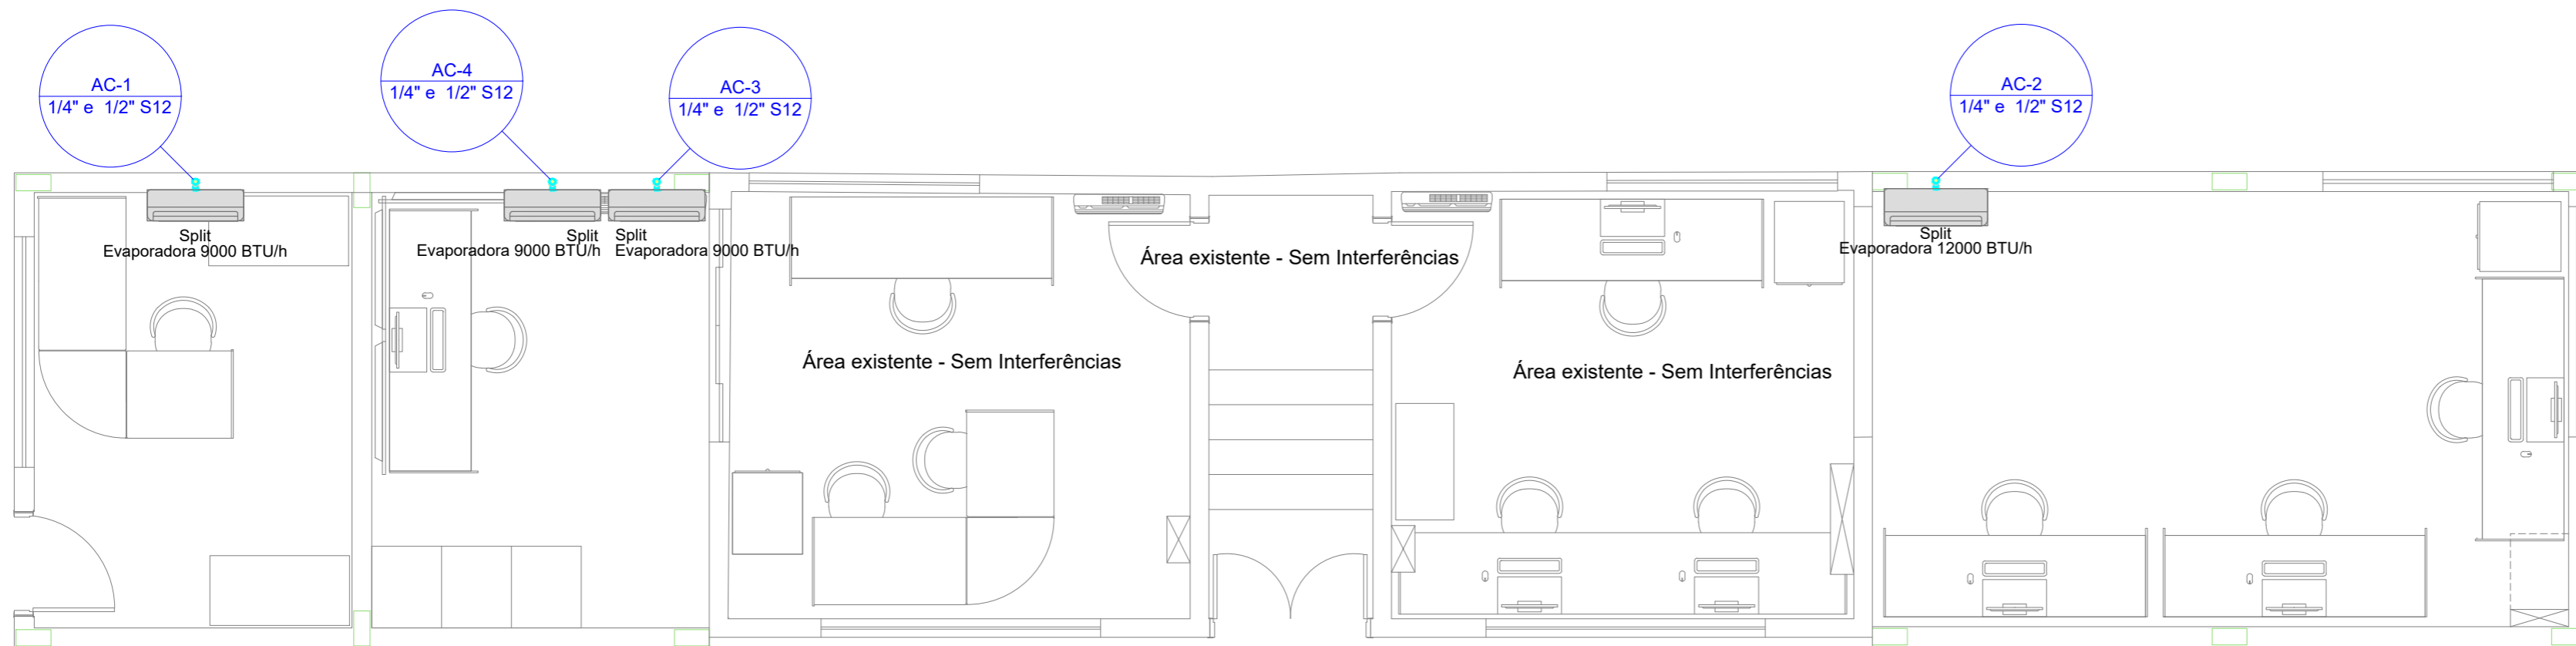 AC-1
1/4" e 1/2" S12
AC-4
1/4" e 1/2" S12
AC-3
1/4" e 1/2" S12
AC-2
1/4" e 1/2" S12
Split
Evaporadora 9000 BTU/h
Split
Evaporadora 9000 BTU/h
Split
Evaporadora 9000 BTU/h
Split
Evaporadora 12000 BTU/h
Área existente - Sem Interferências
Área existente - Sem Interferências
Área existente - Sem Interferências